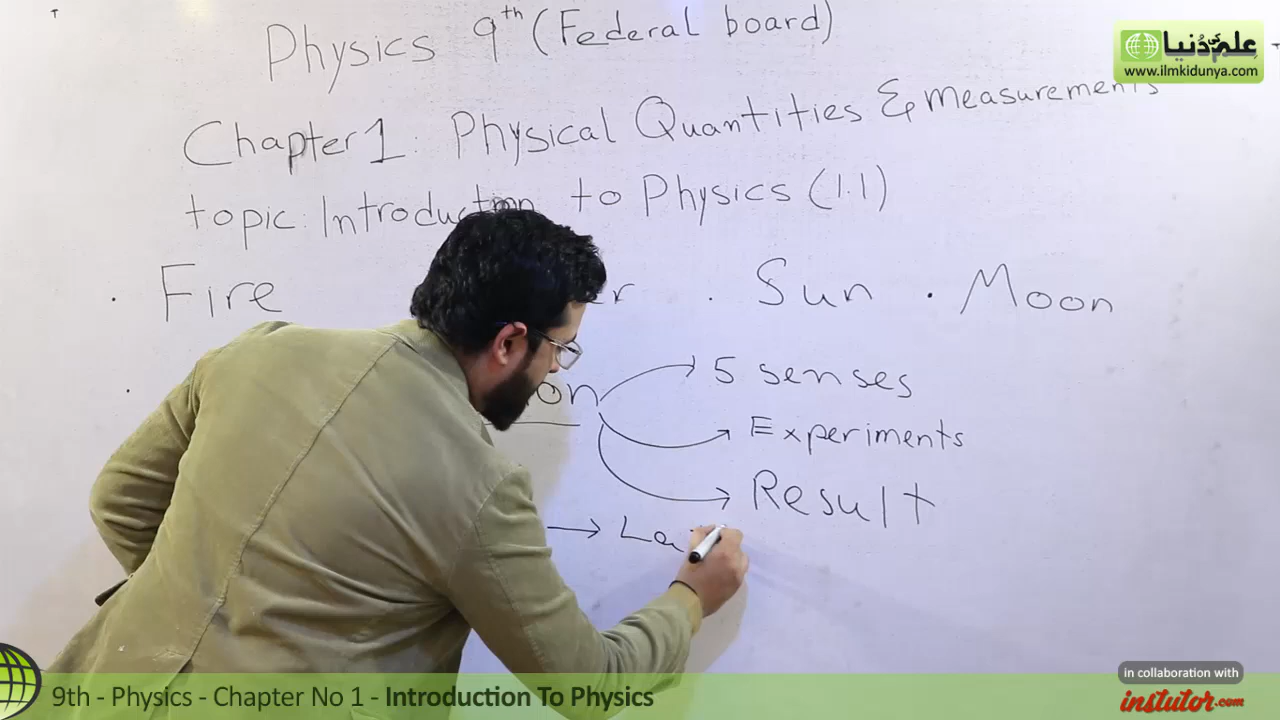 Physics 9th (Federal board)
علم کی دُنیا
www.ilmkidunya.com
Chapter 1. Physical Quantities & measurements
topic: Introduction to Physics (1.1)
. Fire . Sun . Moon
5 senses
Experiments
Result
→ La
in collaboration with
instutor.com
9th - Physics - Chapter No 1 - Introduction To Physics